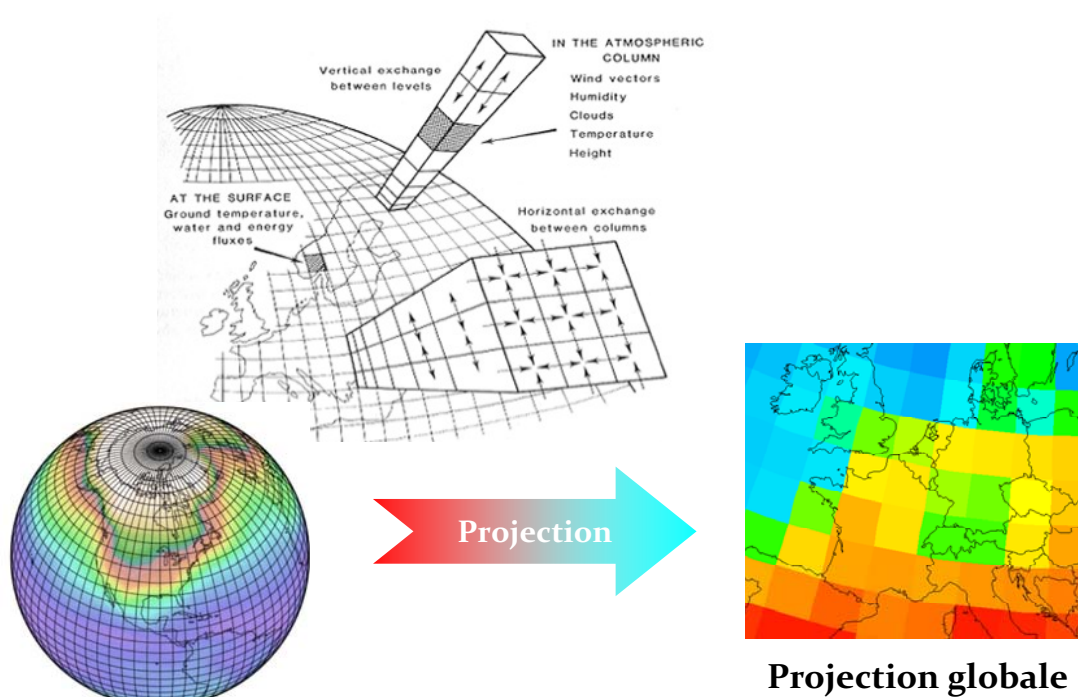 IN THE ATMOSPHERIC
COLUMN
Wind vectors
Humidity
Clouds
Temperature
Height
Vertical exchange
between levels
AT THE SURFACE
Ground temperature,
water and energy
fluxes
Horizontal exchange
between columns
Projection
Projection globale